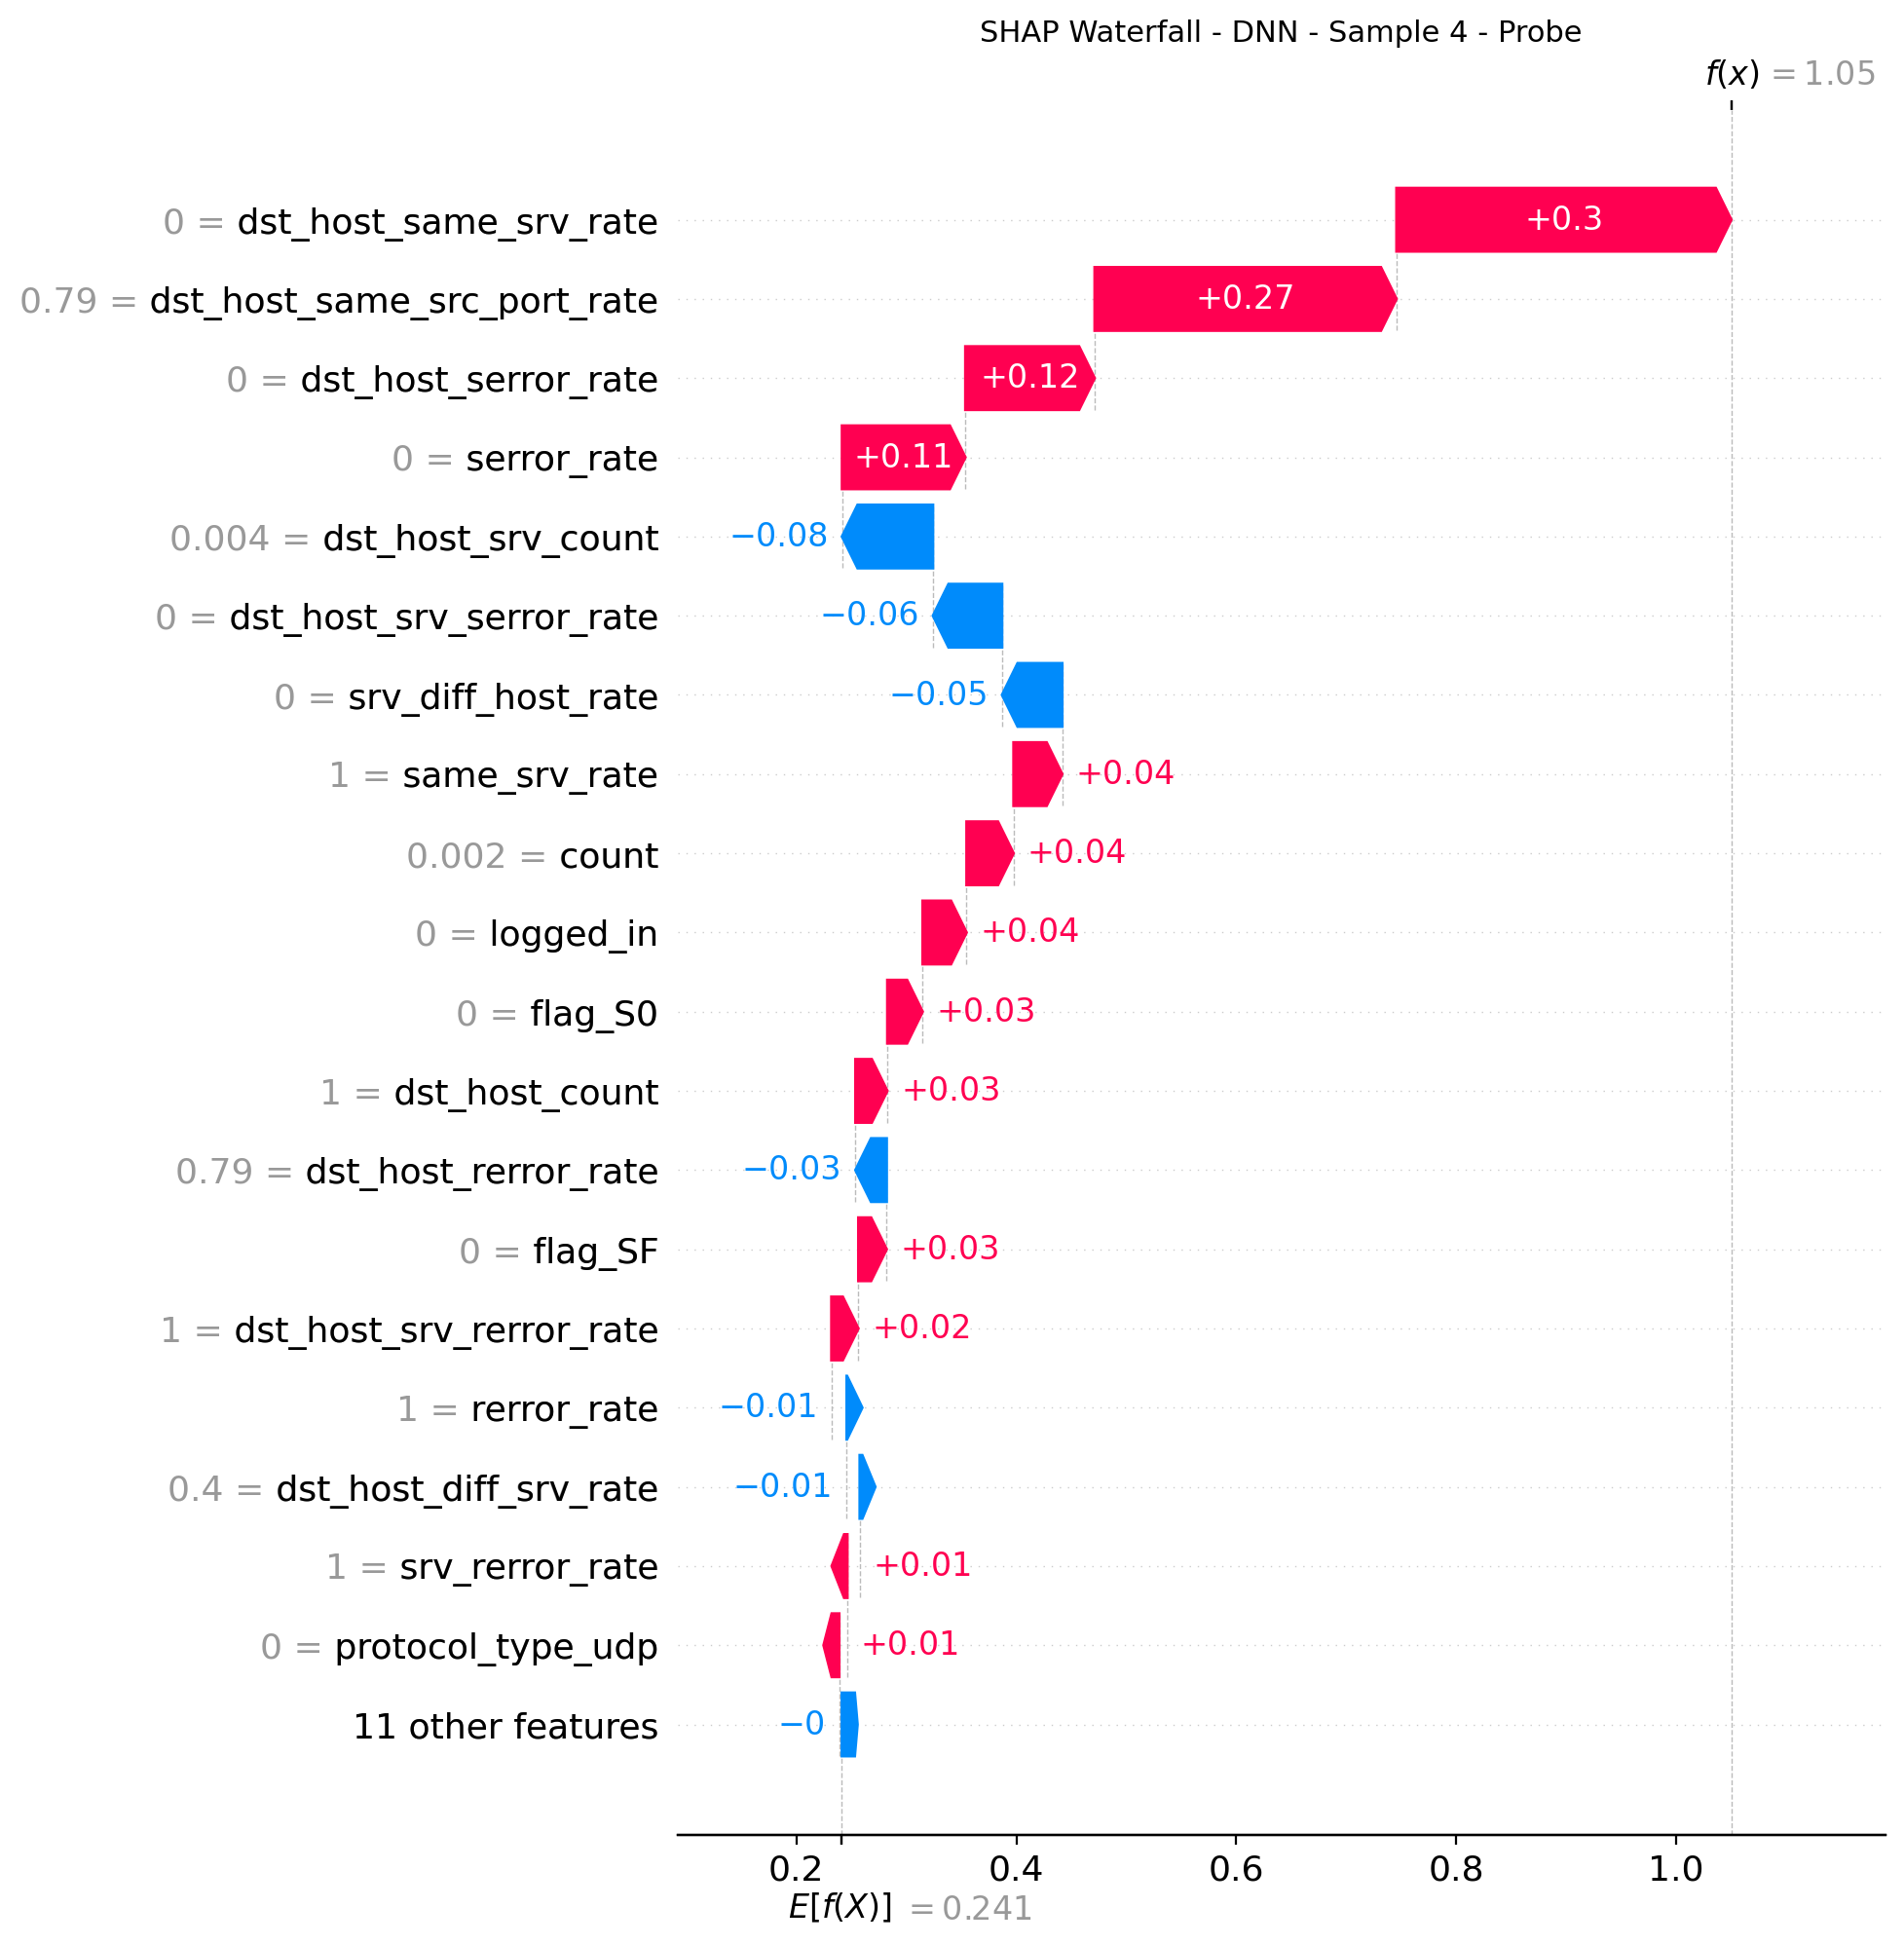 SHAP Waterfall - DNN - Sample 4 - Probe
f(x) = 1.05
0 = dst_host_same_srv_rate +0.3
0.79 = dst_host_same_src_port_rate +0.27
0 = dst_host_serror_rate +0.12
0 = serror_rate +0.11
0.004 = dst_host_srv_count −0.08
0 = dst_host_srv_serror_rate −0.06
0 = srv_diff_host_rate −0.05
1 = same_srv_rate +0.04
0.002 = count +0.04
0 = logged_in +0.04
0 = flag_S0 +0.03
1 = dst_host_count +0.03
0.79 = dst_host_rerror_rate −0.03
0 = flag_SF +0.03
1 = dst_host_srv_rerror_rate +0.02
1 = rerror_rate −0.01
0.4 = dst_host_diff_srv_rate −0.01
1 = srv_rerror_rate +0.01
0 = protocol_type_udp +0.01
11 other features −0
0.2 0.4 0.6 0.8 1.0
E[f(X)] = 0.241